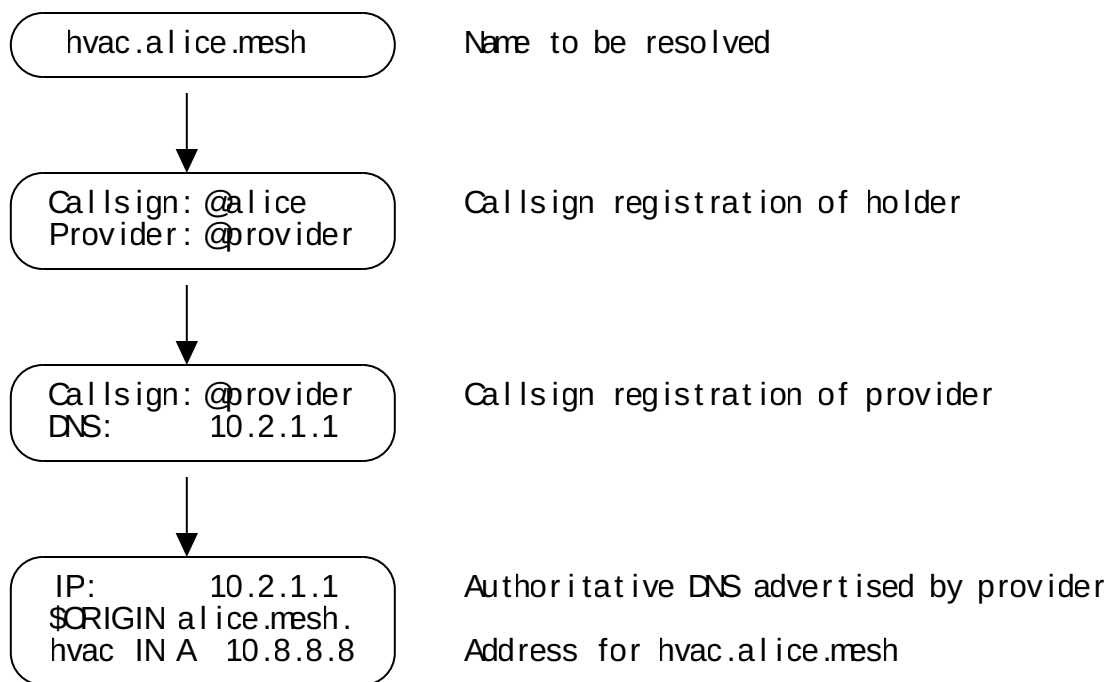 hvac.alice.mesh Name to be resolved
Callsign: @alice Callsign registration of holder
Provider: @provider
Callsign: @provider Callsign registration of provider
DNS: 10.2.1.1
IP: 10.2.1.1 Authoritative DNS advertised by provider
$ORIGIN alice.mesh.
hvac IN A 10.8.8.8 Address for hvac.alice.mesh